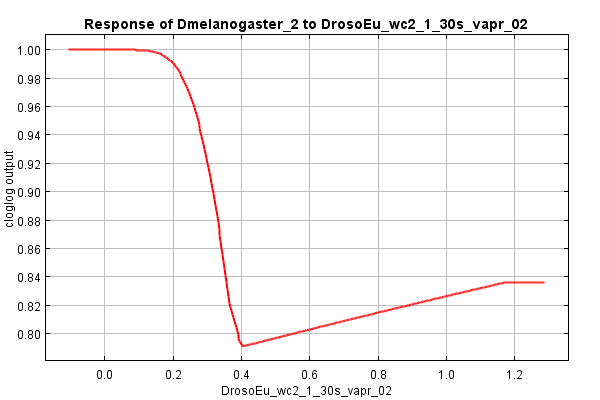 Response of Dmelanogaster_2 to DrosoEu_wc2_1_30s_vapr_02
1.00
0.98
0.96
0.94
0.92
0.90
0.88
0.86
0.84
0.82
0.80
cloglog output
0.0 0.2 0.4 0.6 0.8 1.0 1.2
DrosoEu_wc2_1_30s_vapr_02